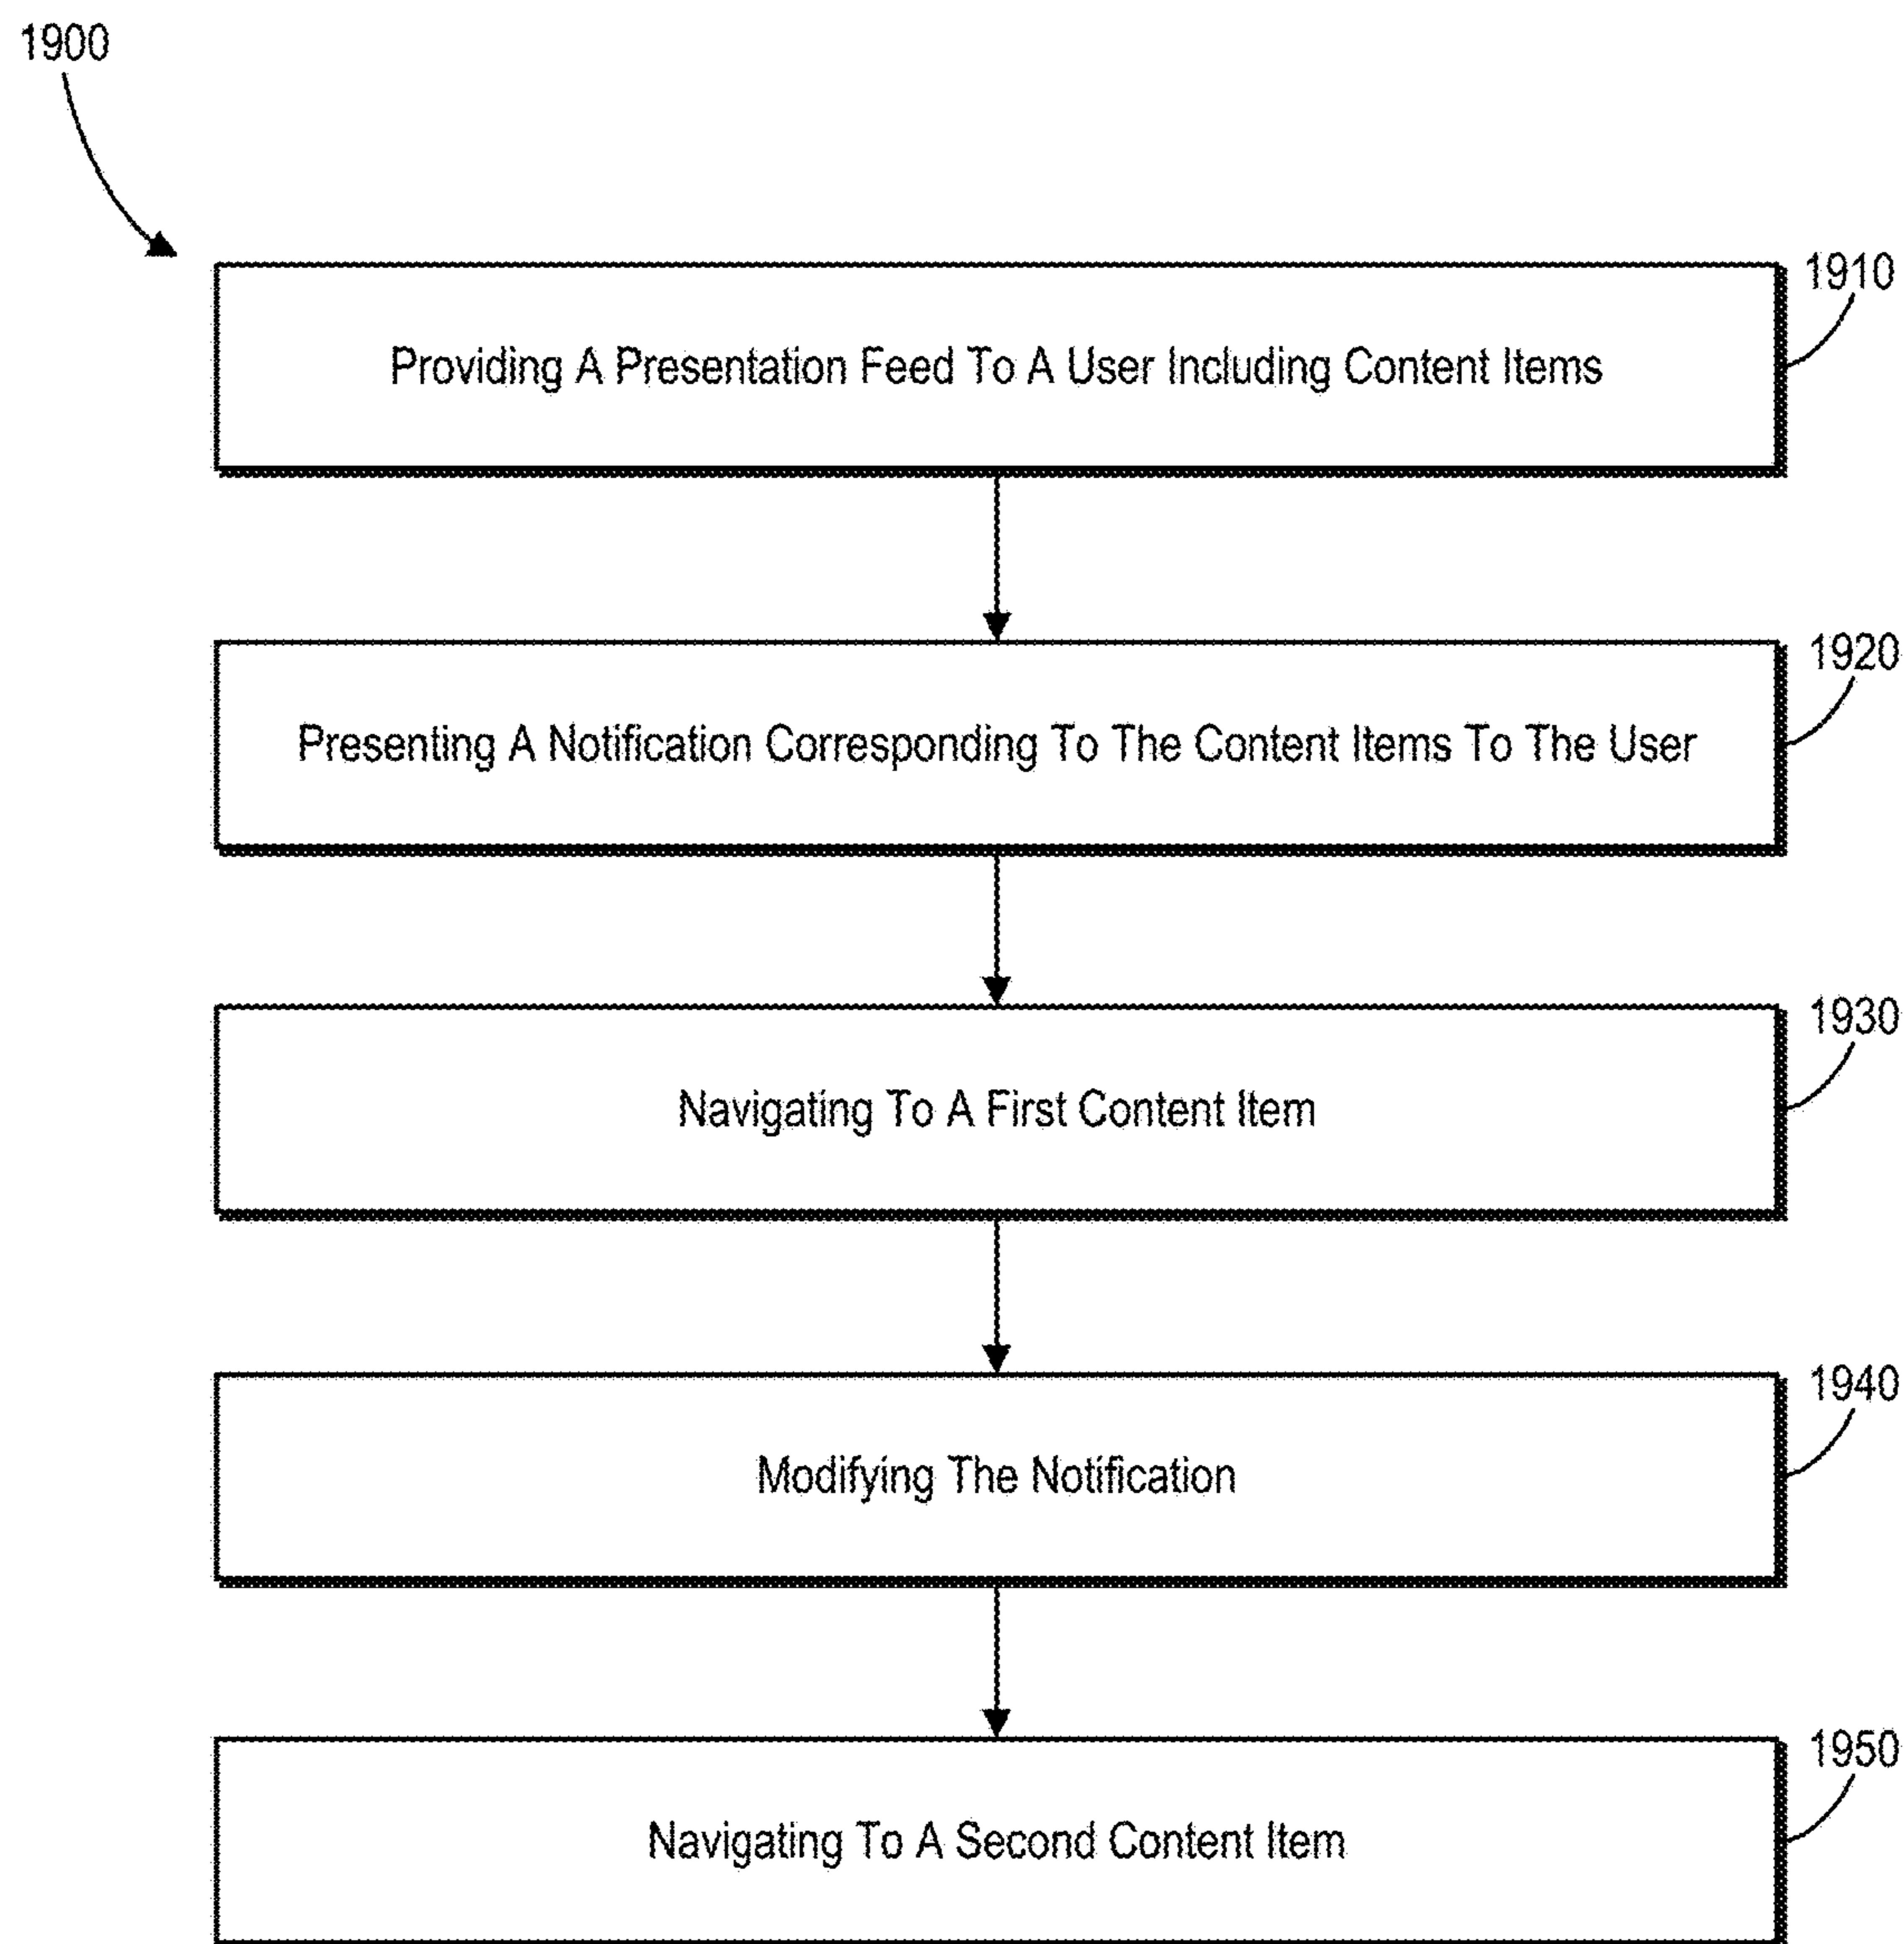 1900
1910
Providing A Presentation Feed To A User Including Content Items
1920
Presenting A Notification Corresponding To The Content Items To The User
1930
Navigating To A First Content Item
1940
Modifying The Notification
1950
Navigating To A Second Content Item